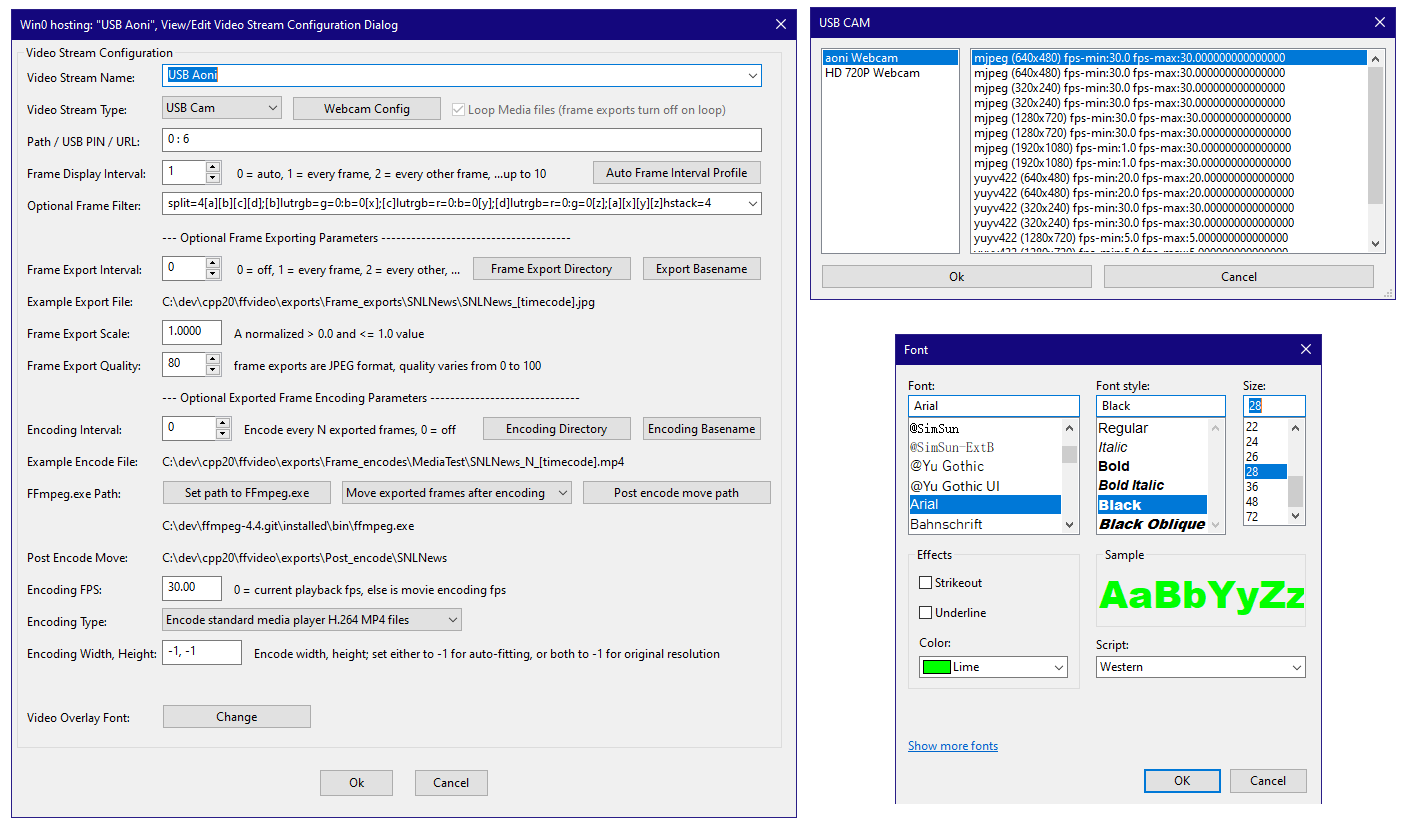 Win0 hosting: "USB Aoni", View/Edit Video Stream Configuration Dialog
Video Stream Configuration
Video Stream Name: USB Aoni
Video Stream Type: USB Cam Webcam Config Loop Media files (frame exports turn off on loop)
Path / USB PIN / URL: 0 : 6
Frame Display Interval: 1 0 = auto, 1 = every frame, 2 = every other frame, ...up to 10 Auto Frame Interval Profile
Optional Frame Filter: split=4[a][b][c][d];[b]lutrgb=g=0:b=0[x];[c]lutrgb=r=0:b=0[y];[d]lutrgb=r=0:g=0[z];[a][x][y][z]hstack=4
--- Optional Frame Exporting Parameters --------------------------------------
Frame Export Interval: 0 0 = off, 1 = every frame, 2 = every other, ... Frame Export Directory Export Basename
Example Export File: C:\dev\cpp20\ffvideo\exports\Frame_exports\SNLNews\SNLNews_[timecode].jpg
Frame Export Scale: 1.0000 A normalized > 0.0 and <= 1.0 value
Frame Export Quality: 80 frame exports are JPEG format, quality varies from 0 to 100
--- Optional Exported Frame Encoding Parameters ------------------------------
Encoding Interval: 0 Encode every N exported frames, 0 = off Encoding Directory Encoding Basename
Example Encode File: C:\dev\cpp20\ffvideo\exports\Frame_encodes\MediaTest\SNLNews_N_[timecode].mp4
FFmpeg.exe Path: Set path to FFmpeg.exe Move exported frames after encoding Post encode move path
C:\dev\ffmpeg-4.4.git\installed\bin\ffmpeg.exe
Post Encode Move: C:\dev\cpp20\ffvideo\exports\Post_encode\SNLNews
Encoding FPS: 30.00 0 = current playback fps, else is movie encoding fps
Encoding Type: Encode standard media player H.264 MP4 files
Encoding Width, Height: -1, -1 Encode width, height; set either to -1 for auto-fitting, or both to -1 for original resolution
Video Overlay Font: Change
Ok Cancel
USB CAM
aoni Webcam
HD 720P Webcam
mjpeg (640x480) fps-min:30.0 fps-max:30.000000000000000
mjpeg (640x480) fps-min:30.0 fps-max:30.000000000000000
mjpeg (320x240) fps-min:30.0 fps-max:30.000000000000000
mjpeg (320x240) fps-min:30.0 fps-max:30.000000000000000
mjpeg (1280x720) fps-min:30.0 fps-max:30.000000000000000
mjpeg (1280x720) fps-min:30.0 fps-max:30.000000000000000
mjpeg (1920x1080) fps-min:1.0 fps-max:30.000000000000000
mjpeg (1920x1080) fps-min:1.0 fps-max:30.000000000000000
yuyv422 (640x480) fps-min:20.0 fps-max:20.000000000000000
yuyv422 (640x480) fps-min:20.0 fps-max:20.000000000000000
yuyv422 (320x240) fps-min:30.0 fps-max:30.000000000000000
yuyv422 (320x240) fps-min:30.0 fps-max:30.000000000000000
yuyv422 (1280x720) fps-min:5.0 fps-max:5.000000000000000
Ok Cancel
Font
Font: Font style: Size:
Arial Black 28
@SimSun
@SimSun-ExtB
@Yu Gothic
@Yu Gothic UI
Arial
Bahnschrift
Regular
Italic
Bold
Bold Italic
Black
Black Oblique
22
24
26
28
36
48
72
Effects
Strikeout
Underline
Color:
Lime
Sample
AaBbYyZz
Script:
Western
Show more fonts
OK Cancel